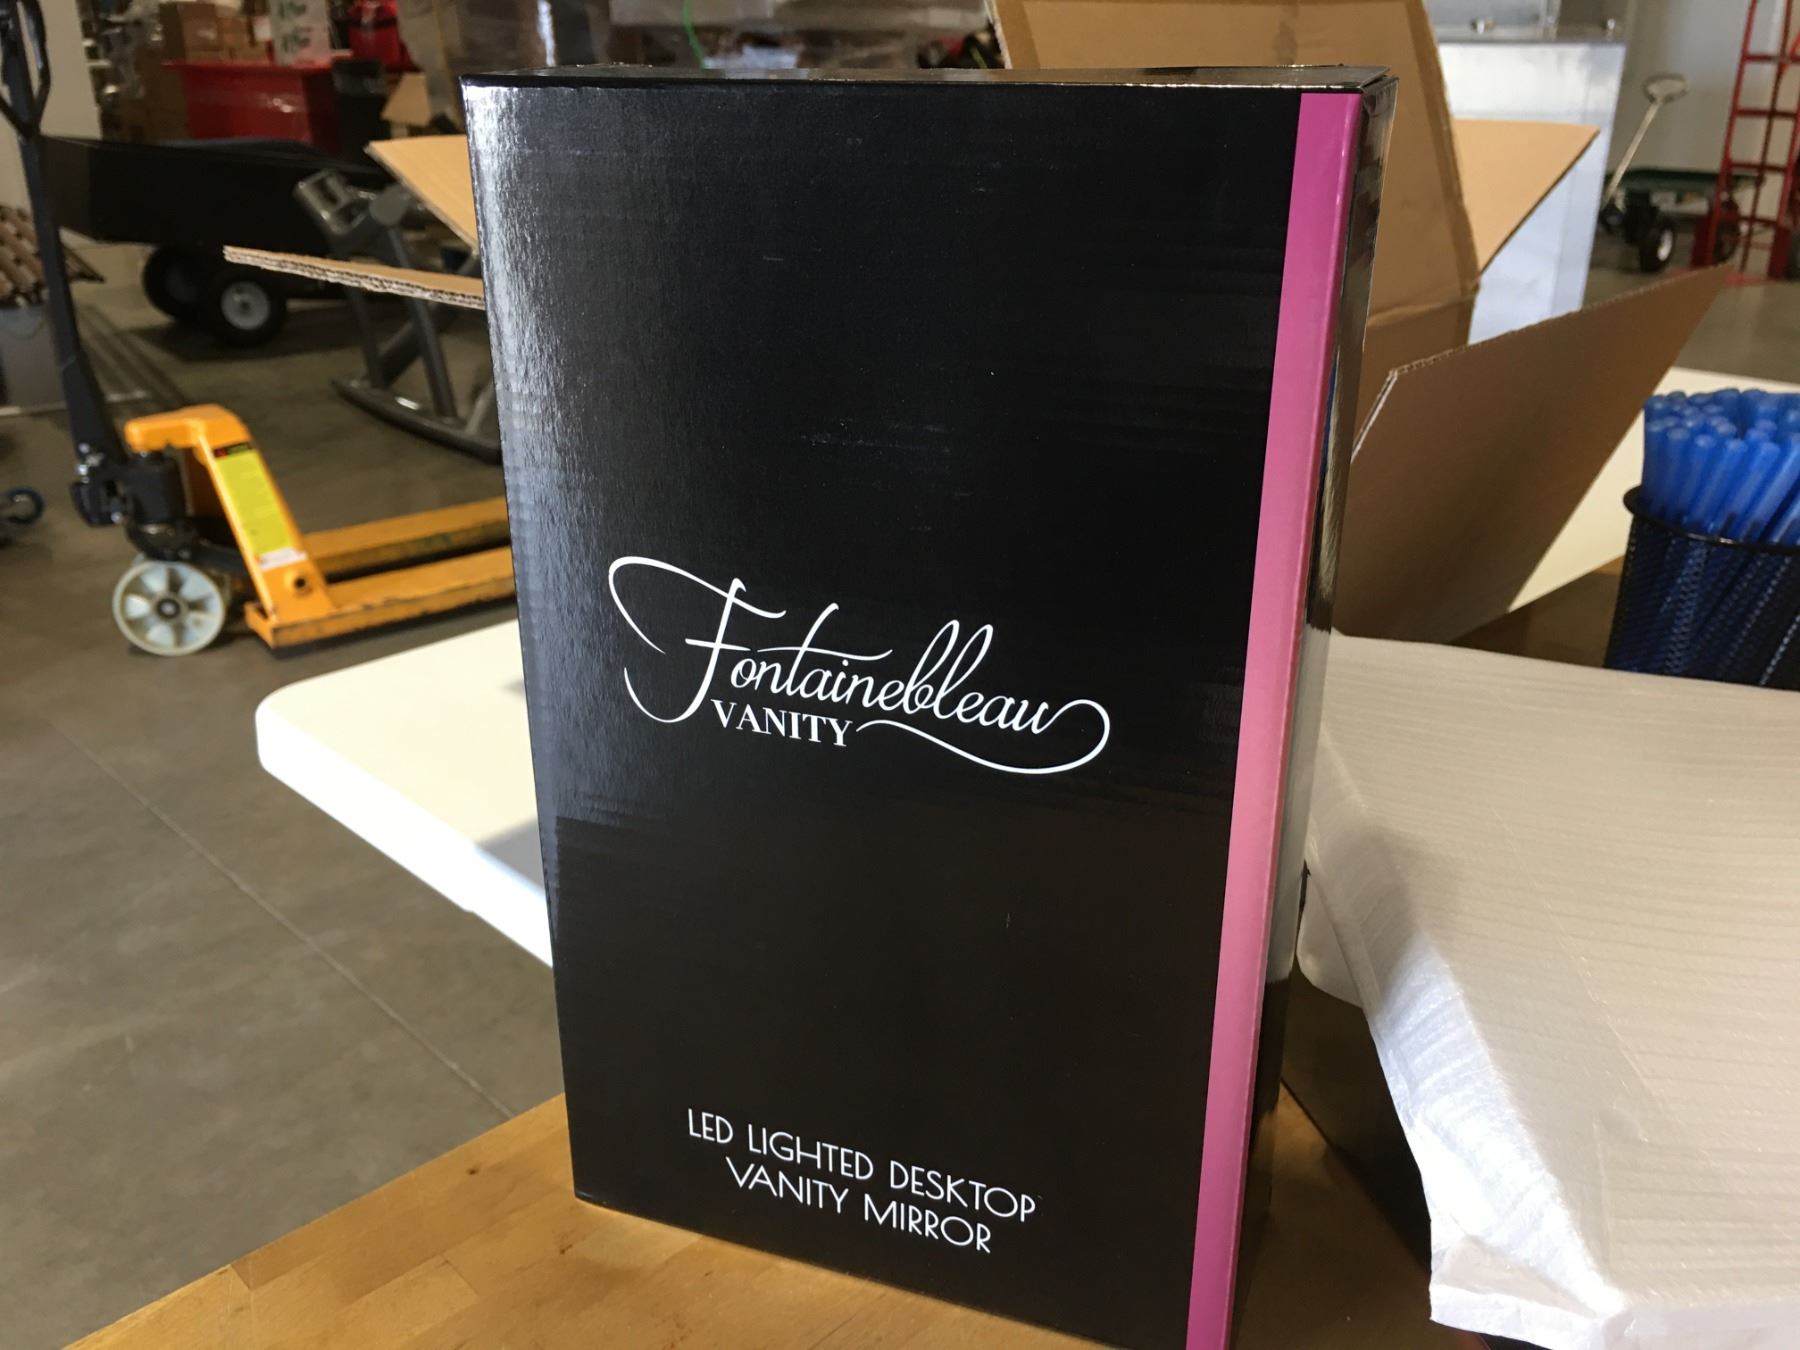 Fontainebleau
VANITY
LED LIGHTED DESKTOP
VANITY MIRROR